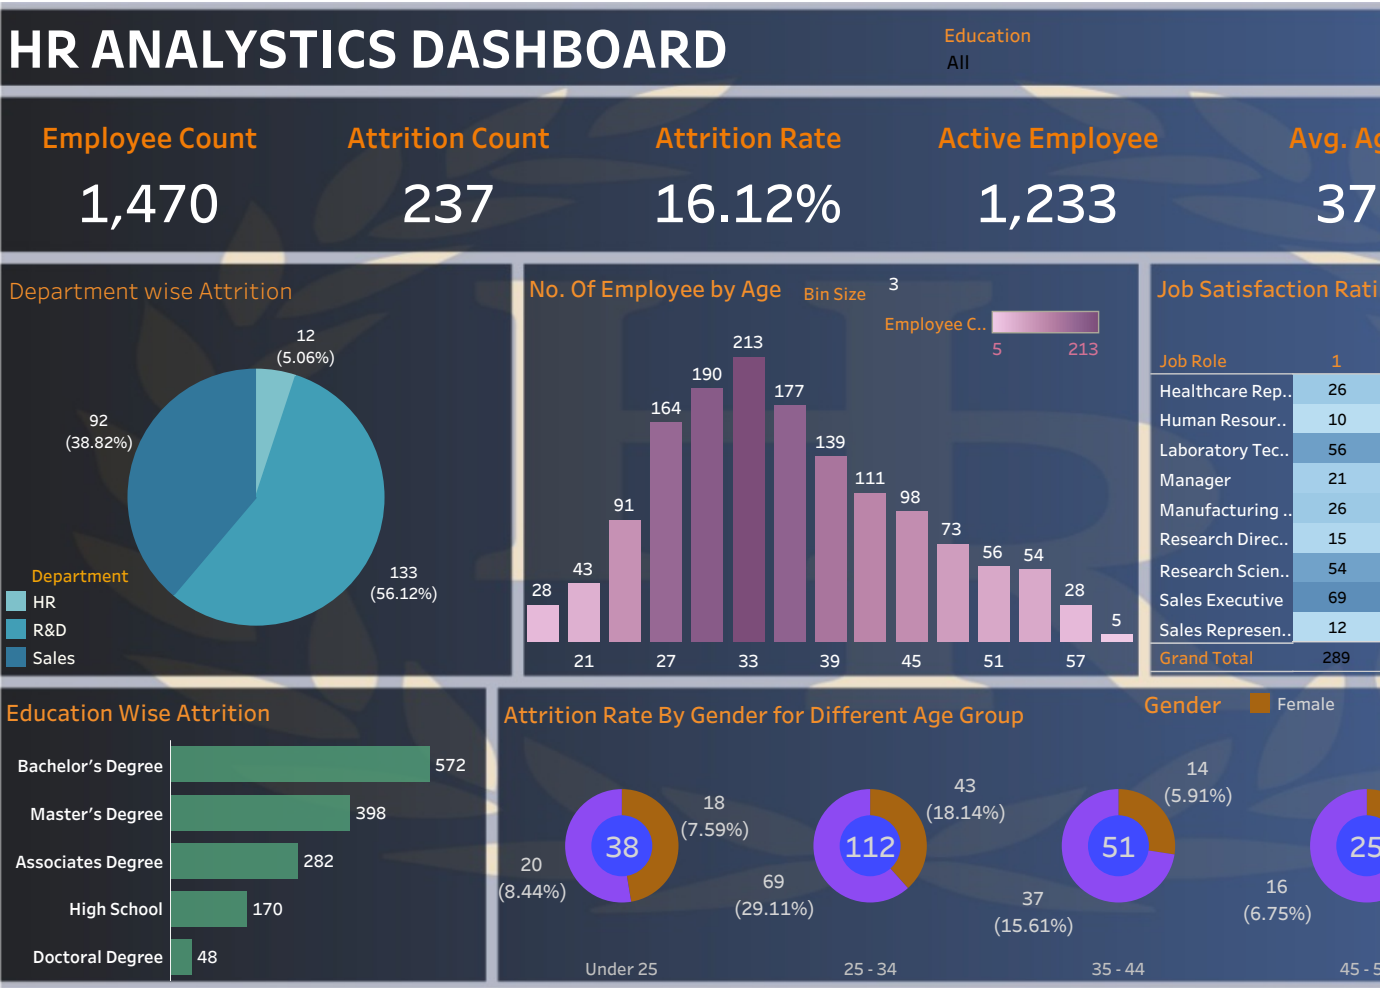 HR ANALYSTICS DASHBOARD
Education
All
Employee Count
1,470
Attrition Count
237
Attrition Rate
16.12%
Active Employee
1,233
Avg. Ag
37
Department wise Attrition
12
(5.06%)
92
(38.82%)
133
(56.12%)
Department
HR
R&D
Sales
No. Of Employee by Age
Bin Size
3
Employee C..
5 213
28
43
91
164
190
213
177
139
111
98
73
56
54
28
5
21 27 33 39 45 51 57
Job Satisfaction Rati
Job Role 1
Healthcare Rep.. 26
Human Resour.. 10
Laboratory Tec.. 56
Manager 21
Manufacturing .. 26
Research Direc.. 15
Research Scien.. 54
Sales Executive 69
Sales Represen.. 12
Grand Total 289
Education Wise Attrition
Bachelor's Degree 572
Master's Degree 398
Associates Degree 282
High School 170
Doctoral Degree 48
Attrition Rate By Gender for Different Age Group
Gender
Female
18
(7.59%)
38
20
(8.44%)
Under 25
43
(18.14%)
112
69
(29.11%)
25 - 34
14
(5.91%)
51
37
(15.61%)
35 - 44
25
16
(6.75%)
45 - 5